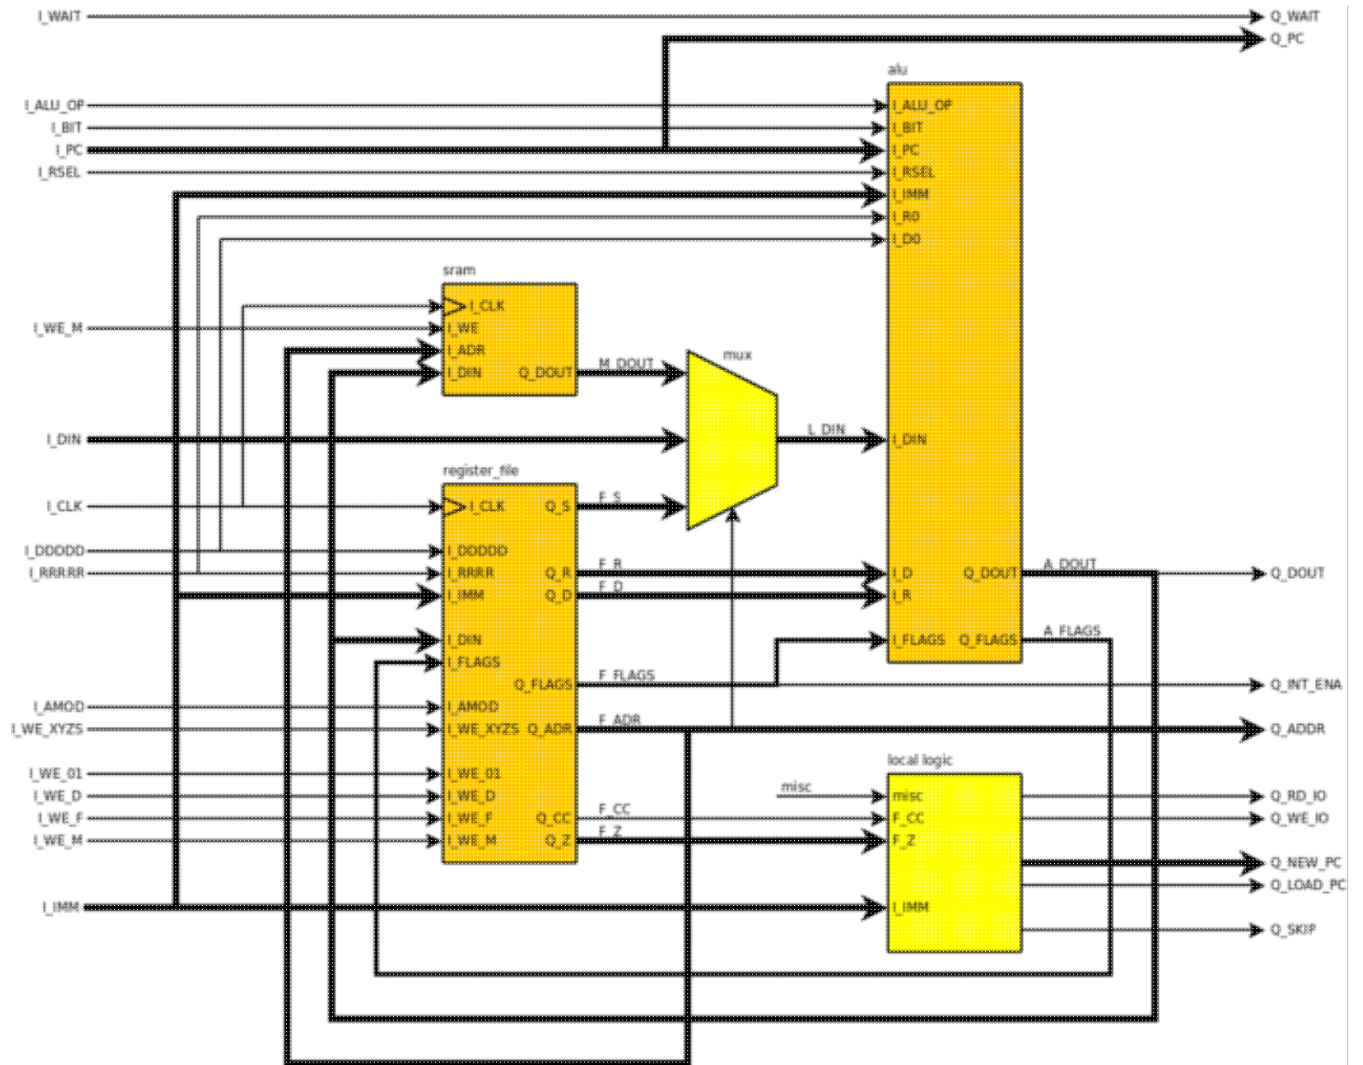 I_WAIT Q_WAIT
Q_PC
alu
I_ALU_OP I_ALU_OP
I_BIT I_BIT
I_PC I_PC
I_RSEL I_RSEL
I_IMM
I_R0
I_D0
sram
I_CLK
I_WE_M I_WE
I_ADR
mux
M_DOUT
I_DIN Q_DOUT
L_DIN
I_DIN I_DIN
register_file
F_S
I_CLK I_CLK Q_S
I_DDDDD I_DDDDD
F_R A_DOUT
I_RRRRR I_RRRR Q_R I_D Q_DOUT Q_DOUT
F_D
I_IMM Q_D I_R
A_FLAGS
I_DIN I_FLAGS Q_FLAGS
I_FLAGS
F_FLAGS
Q_FLAGS Q_INT_ENA
I_AMOD I_AMOD
F_ADR
I_WE_XYZS I_WE_XYZS Q_ADR Q_ADDR
local logic
I_WE_01 I_WE_01
misc
I_WE_D I_WE_D misc Q_RD_IO
F_CC
I_WE_F I_WE_F Q_CC F_CC Q_WE_IO
F_Z
I_WE_M I_WE_M Q_Z F_Z
Q_NEW_PC
Q_LOAD_PC
I_IMM I_IMM
Q_SKIP